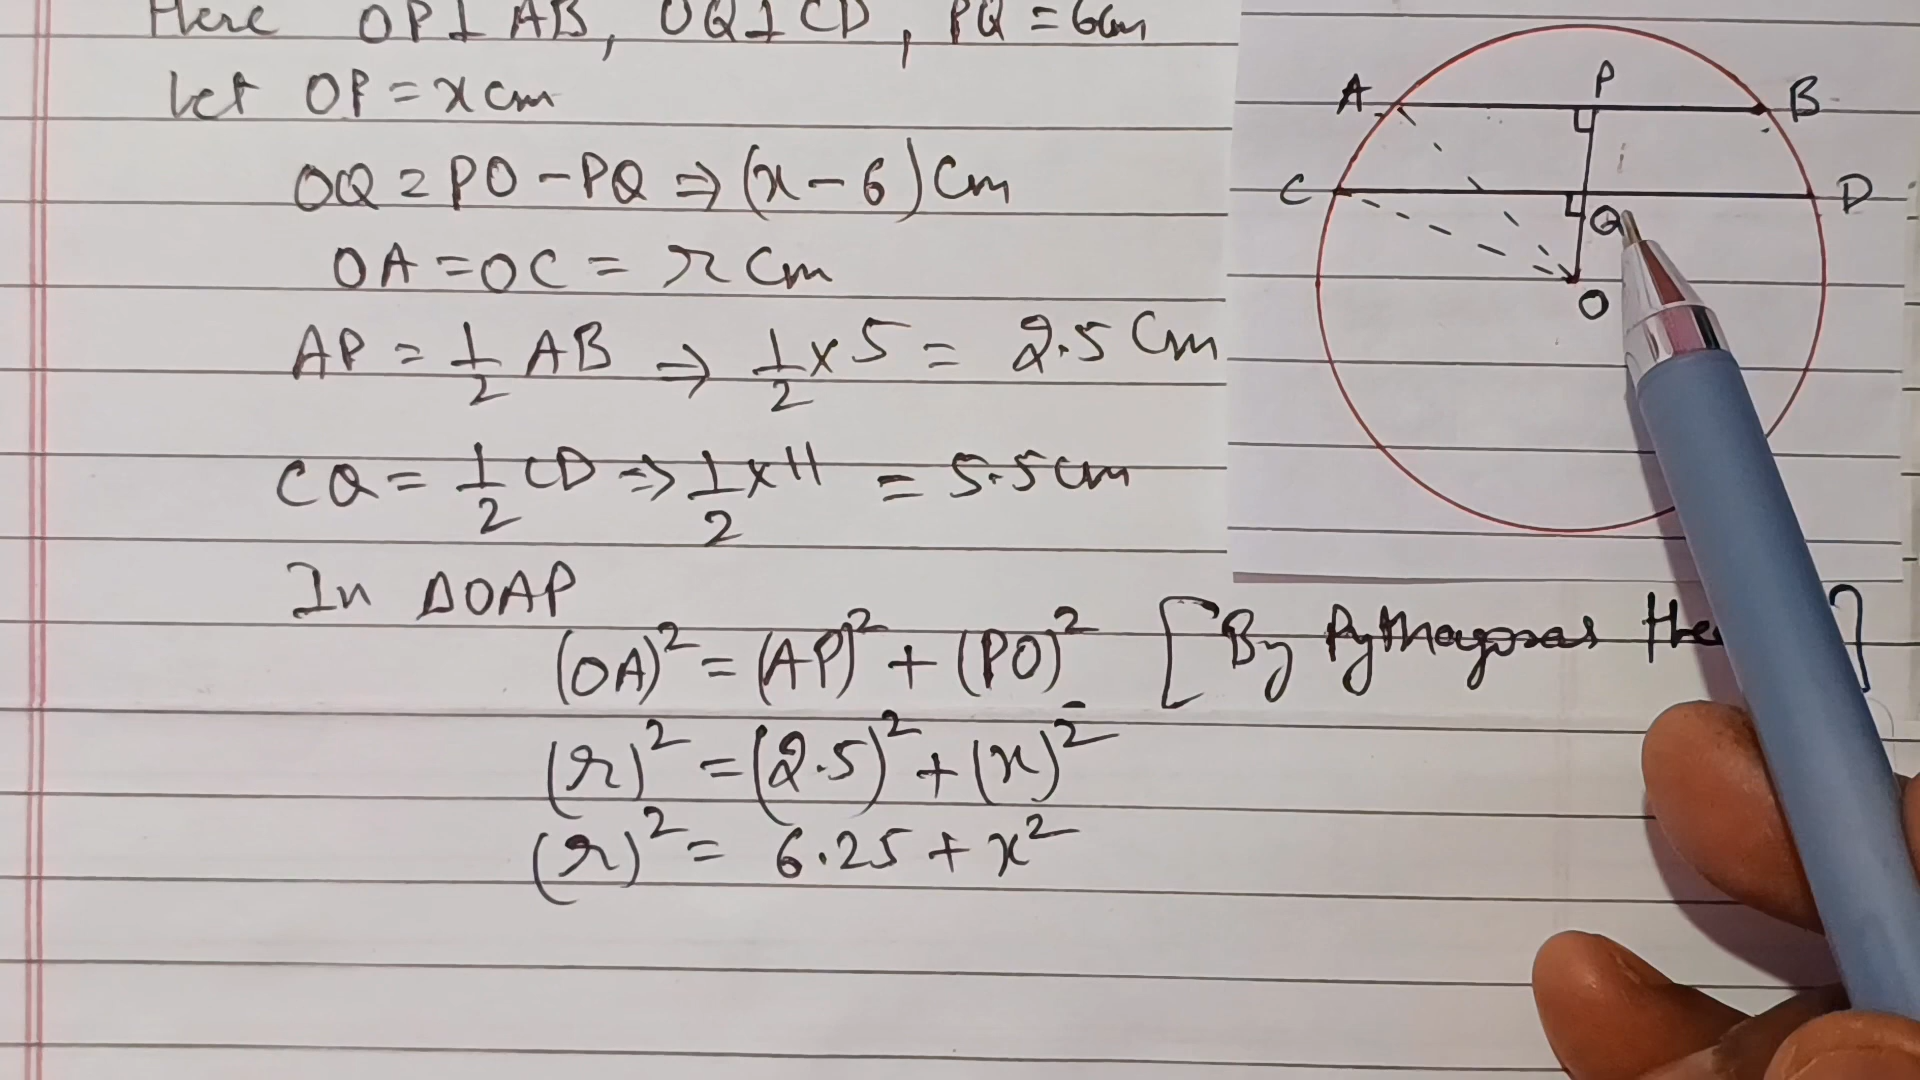 Here OP⊥AB, OQ⊥CD, PQ = 6cm
Let OP = x cm
OQ = PO - PQ ⇒ (x - 6) Cm
OA = OC = r Cm
AP = 1/2 AB ⇒ 1/2 × 5 = 2.5 Cm
CQ = 1/2 CD ⇒ 1/2 × 11 = 5.5 cm
In ΔOAP
(OA)² = (AP)² + (PO)² [By Pythagoras
(r)² = (2.5)² + (x)²
(r)² = 6.25 + x²
A P B
C D
Q
O